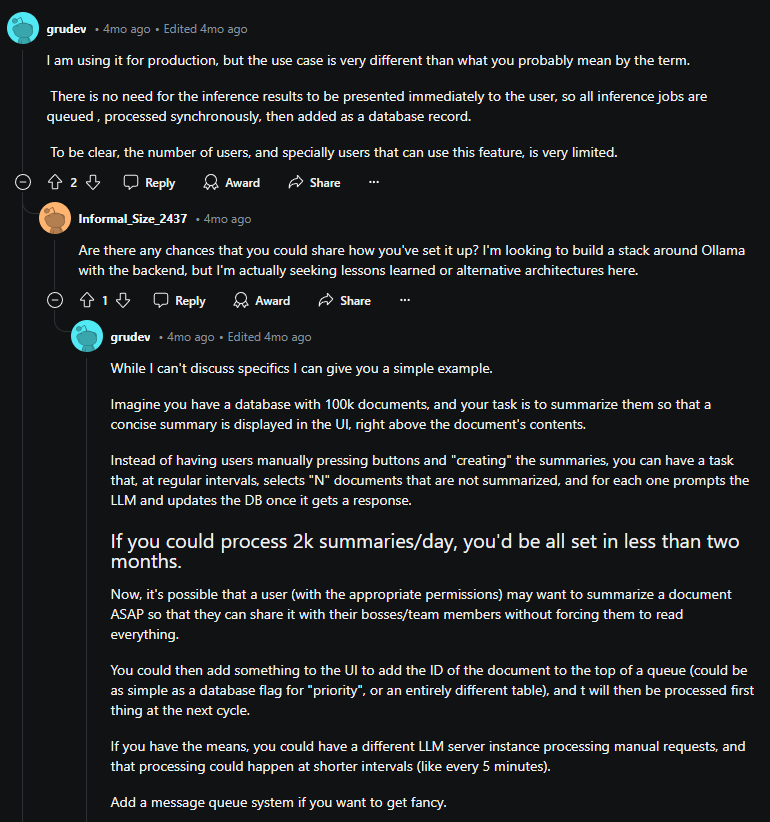 grudev • 4mo ago • Edited 4mo ago
I am using it for production, but the use case is very different than what you probably mean by the term.
There is no need for the inference results to be presented immediately to the user, so all inference jobs are
queued , processed synchronously, then added as a database record.
To be clear, the number of users, and specially users that can use this feature, is very limited.
2 Reply Award Share ...
Informal_Size_2437 • 4mo ago
Are there any chances that you could share how you've set it up? I'm looking to build a stack around Ollama
with the backend, but I'm actually seeking lessons learned or alternative architectures here.
1 Reply Award Share ...
grudev • 4mo ago • Edited 4mo ago
While I can't discuss specifics I can give you a simple example.
Imagine you have a database with 100k documents, and your task is to summarize them so that a
concise summary is displayed in the UI, right above the document's contents.
Instead of having users manually pressing buttons and "creating" the summaries, you can have a task
that, at regular intervals, selects "N" documents that are not summarized, and for each one prompts the
LLM and updates the DB once it gets a response.
If you could process 2k summaries/day, you'd be all set in less than two
months.
Now, it's possible that a user (with the appropriate permissions) may want to summarize a document
ASAP so that they can share it with their bosses/team members without forcing them to read
everything.
You could then add something to the UI to add the ID of the document to the top of a queue (could be
as simple as a database flag for "priority", or an entirely different table), and t will then be processed first
thing at the next cycle.
If you have the means, you could have a different LLM server instance processing manual requests, and
that processing could happen at shorter intervals (like every 5 minutes).
Add a message queue system if you want to get fancy.